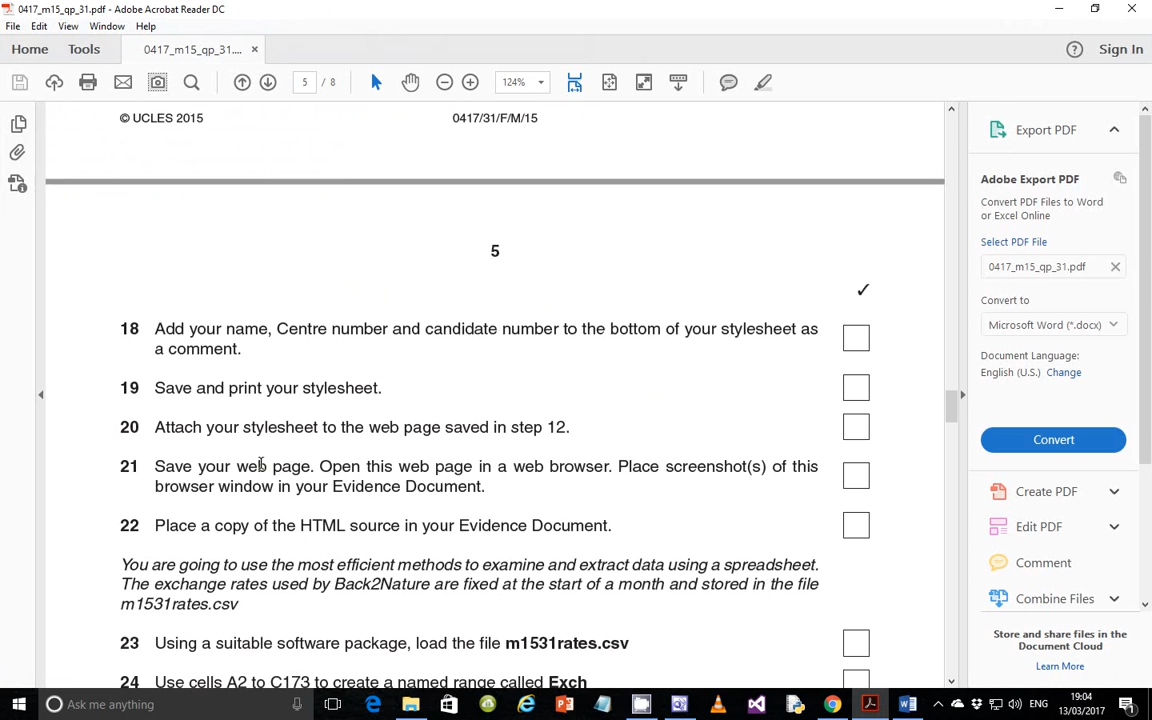 0417_m15_qp_31.pdf - Adobe Acrobat Reader DC
File Edit View Window Help
Home Tools 0417_m15_qp_31.... × Sign In
5 / 8 124%
© UCLES 2015 0417/31/F/M/15
5
✓
18 Add your name, Centre number and candidate number to the bottom of your stylesheet as
a comment.
19 Save and print your stylesheet.
20 Attach your stylesheet to the web page saved in step 12.
21 Save your web page. Open this web page in a web browser. Place screenshot(s) of this
browser window in your Evidence Document.
22 Place a copy of the HTML source in your Evidence Document.
You are going to use the most efficient methods to examine and extract data using a spreadsheet.
The exchange rates used by Back2Nature are fixed at the start of a month and stored in the file
m1531rates.csv
23 Using a suitable software package, load the file m1531rates.csv
24 Use cells A2 to C173 to create a named range called Exch
Export PDF
Adobe Export PDF
Convert PDF Files to Word
or Excel Online
Select PDF File
0417_m15_qp_31.pdf
Convert to
Microsoft Word (*.docx)
Document Language:
English (U.S.) Change
Convert
Create PDF
Edit PDF
Comment
Combine Files
Store and share files in the
Document Cloud
Learn More
Ask me anything
19:04
13/03/2017